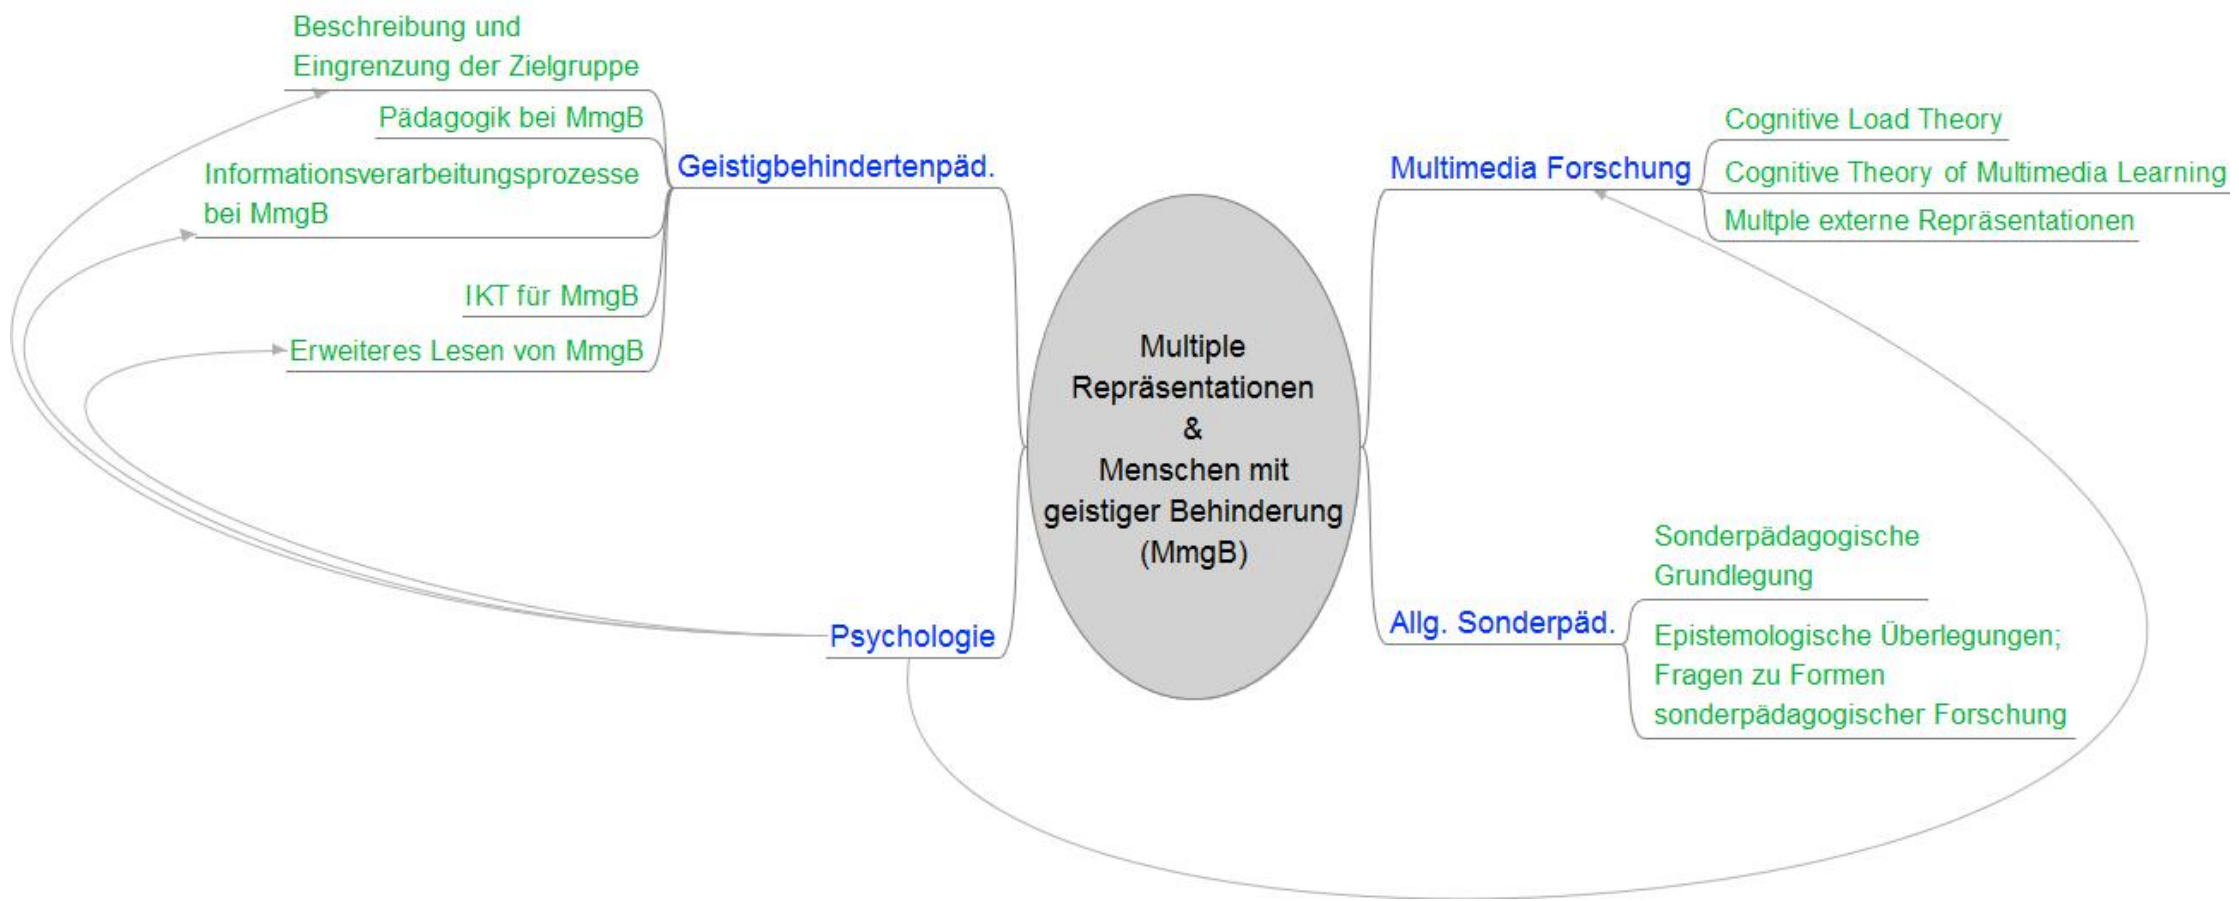 Beschreibung und
Eingrenzung der Zielgruppe
Pädagogik bei MmgB
Informationsverarbeitungsprozesse
bei MmgB
IKT für MmgB
Erweiteres Lesen von MmgB
Geistigbehindertenpäd.
Psychologie
Multiple
Repräsentationen
&
Menschen mit
geistiger Behinderung
(MmgB)
Multimedia Forschung
Cognitive Load Theory
Cognitive Theory of Multimedia Learning
Multple externe Repräsentationen
Allg. Sonderpäd.
Sonderpädagogische
Grundlegung
Epistemologische Überlegungen;
Fragen zu Formen
sonderpädagogischer Forschung